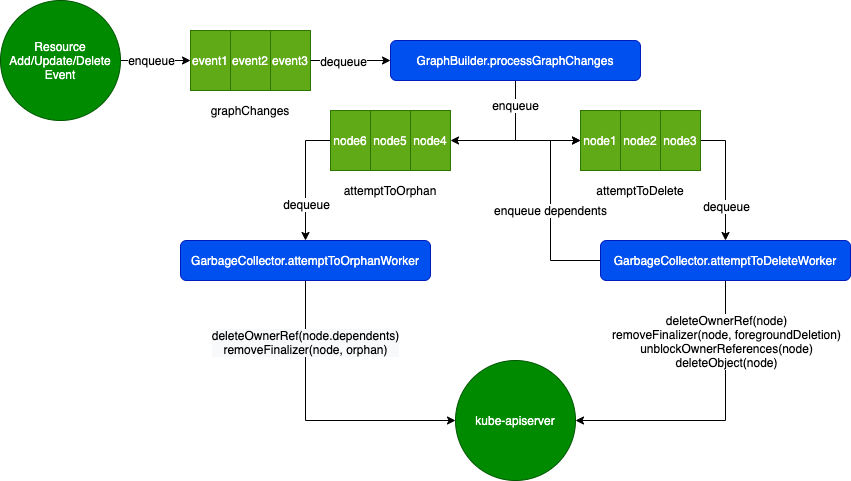 Resource
Add/Update/Delete
Event
enqueue
event1 event2 event3
dequeue
GraphBuilder.processGraphChanges
graphChanges
enqueue
node6 node5 node4
node1 node2 node3
attemptToOrphan
attemptToDelete
dequeue
enqueue dependents
dequeue
GarbageCollector.attemptToOrphanWorker
GarbageCollector.attemptToDeleteWorker
deleteOwnerRef(node.dependents)
removeFinalizer(node, orphan)
deleteOwnerRef(node)
removeFinalizer(node, foregroundDeletion)
unblockOwnerReferences(node)
deleteObject(node)
kube-apiserver